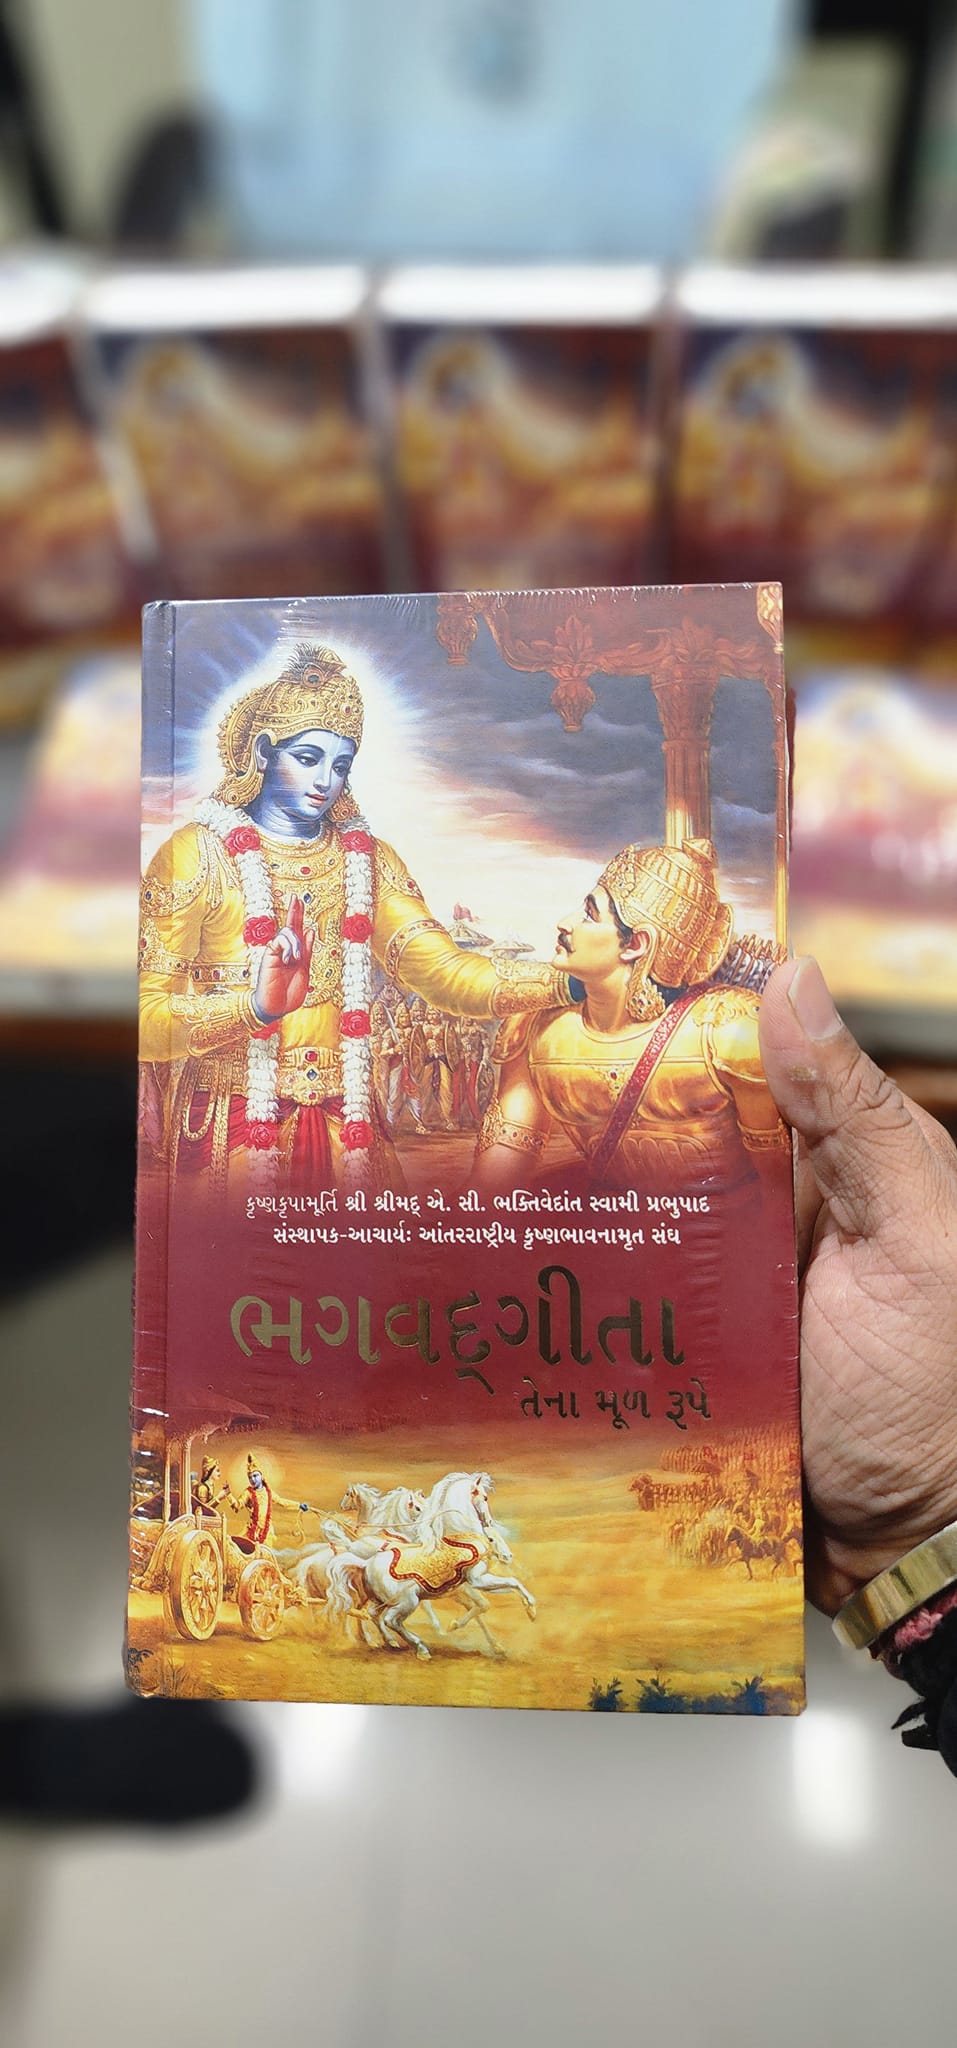 કૃષ્ણકૃપામૂર્તિ શ્રી શ્રીમદ્ એ. સી. ભક્તિવેદાંત સ્વામી પ્રભુપાદ
સંસ્થાપક-આચાર્યઃ આંતરરાષ્ટ્રીય કૃષ્ણભાવનામૃત સંઘ
ભગવદ્‌ગીતા
તેના મૂળ રૂપે